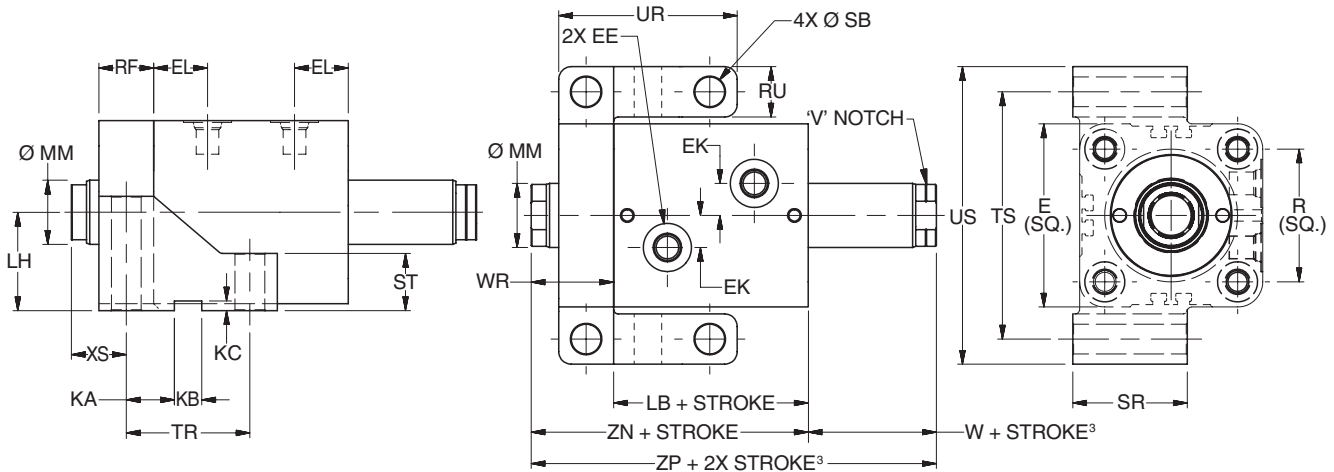 RF
EL
EL
Ø MM
LH
ST
XS
KC
KA
KB
TR
UR
4X Ø SB
2X EE
RU
'V' NOTCH
Ø MM
EK
EK
WR
LB + STROKE
ZN + STROKE
W + STROKE³
ZP + 2X STROKE³
US
TS
E
(SQ.)
R
(SQ.)
SR